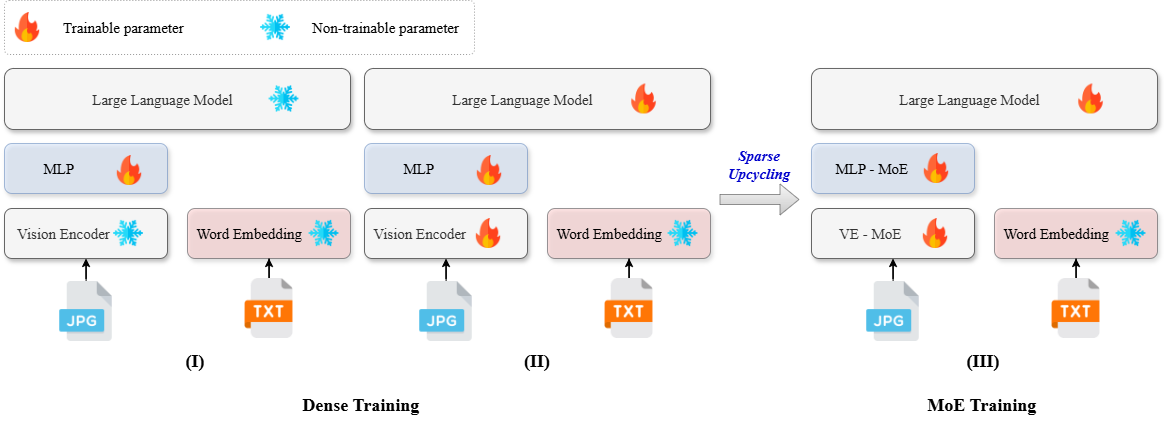 Trainable parameter
Non-trainable parameter
Large Language Model
Large Language Model
Large Language Model
MLP
MLP
Sparse
Upcycling
MLP - MoE
Vision Encoder
Word Embedding
Vision Encoder
Word Embedding
VE - MoE
Word Embedding
JPG
TXT
JPG
TXT
JPG
TXT
(I)
(II)
(III)
Dense Training
MoE Training